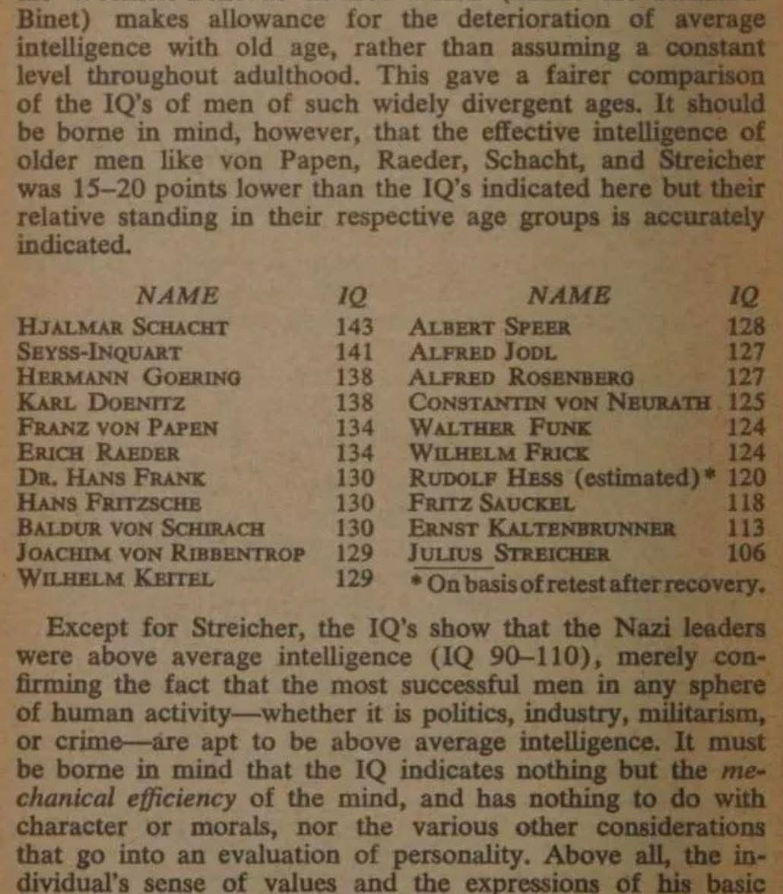 Binet) makes allowance for the deterioration of average
intelligence with old age, rather than assuming a constant
level throughout adulthood. This gave a fairer comparison
of the IQ's of men of such widely divergent ages. It should
be borne in mind, however, that the effective intelligence of
older men like von Papen, Raeder, Schacht, and Streicher
was 15–20 points lower than the IQ's indicated here but their
relative standing in their respective age groups is accurately
indicated.
NAME IQ NAME IQ
HJALMAR SCHACHT 143 ALBERT SPEER 128
SEYSS-INQUART 141 ALFRED JODL 127
HERMANN GOERING 138 ALFRED ROSENBERG 127
KARL DOENITZ 138 CONSTANTIN VON NEURATH 125
FRANZ VON PAPEN 134 WALTHER FUNK 124
ERICH RAEDER 134 WILHELM FRICK 124
DR. HANS FRANK 130 RUDOLF HESS (estimated)* 120
HANS FRITZSCHE 130 FRITZ SAUCKEL 118
BALDUR VON SCHIRACH 130 ERNST KALTENBRUNNER 113
JOACHIM VON RIBBENTROP 129 JULIUS STREICHER 106
WILHELM KEITEL 129 * On basis of retest after recovery.
Except for Streicher, the IQ's show that the Nazi leaders
were above average intelligence (IQ 90–110), merely con-
firming the fact that the most successful men in any sphere
of human activity—whether it is politics, industry, militarism,
or crime—are apt to be above average intelligence. It must
be borne in mind that the IQ indicates nothing but the me-
chanical efficiency of the mind, and has nothing to do with
character or morals, nor the various other considerations
that go into an evaluation of personality. Above all, the in-
dividual's sense of values and the expressions of his basic